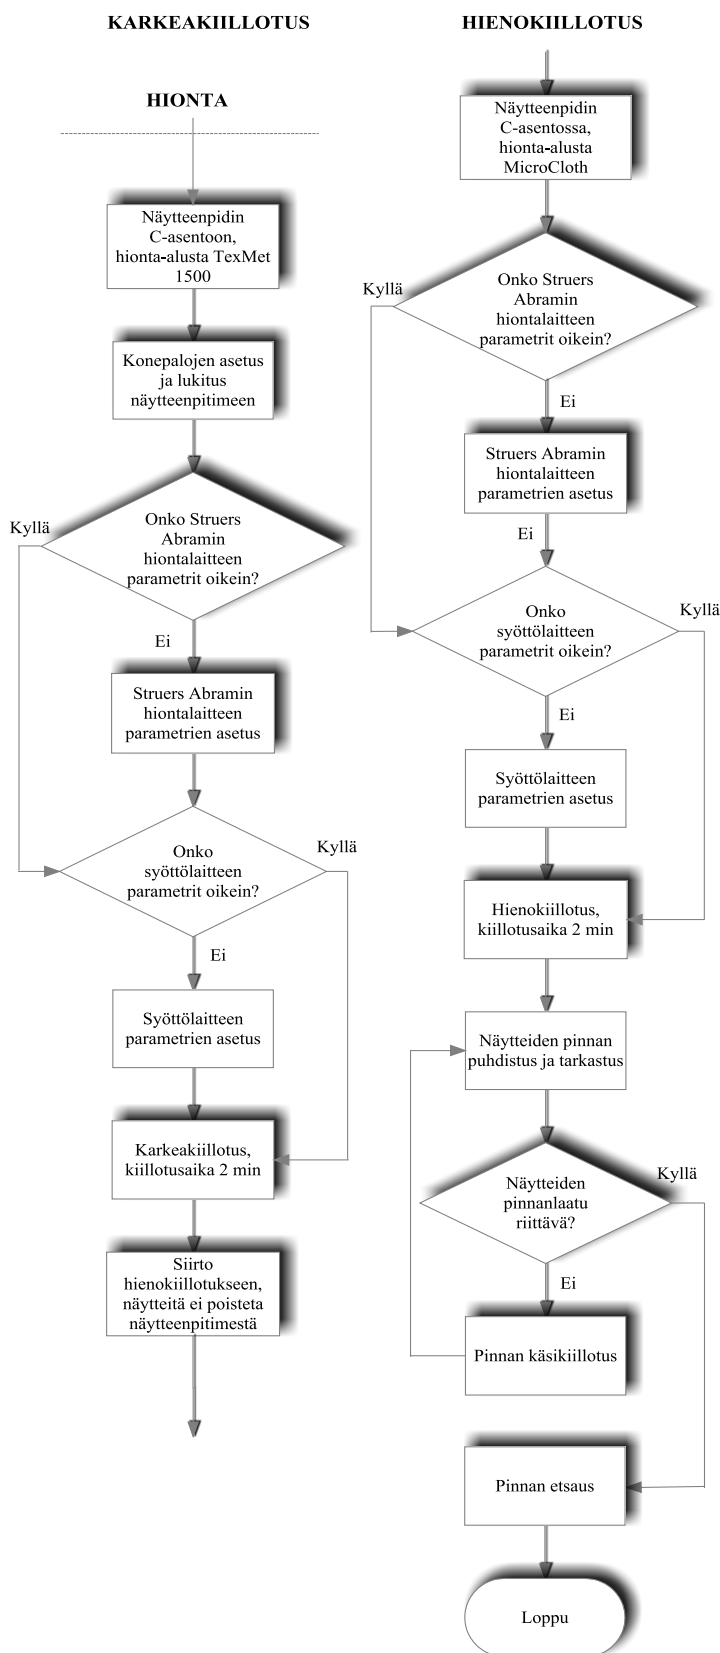 KARKEAKIILLOTUS
HIONTA
Näytteenpidin
C-asentoon,
hionta-alusta TexMet
1500
Konepalojen asetus
ja lukitus
näytteenpitimeen
Kyllä
Onko Struers
Abramin
hiontalaitteen
parametrit oikein?
Ei
Struers Abramin
hiontalaitteen
parametrien asetus
Onko
syöttölaitteen
parametrit oikein?
Kyllä
Ei
Syöttölaitteen
parametrien asetus
Karkeakiillotus,
kiillotusaika 2 min
Siirto
hienokiillotukseen,
näytteitä ei poisteta
näytteenpitimestä
HIENOKIILLOTUS
Näytteenpidin
C-asentossa,
hionta-alusta
MicroCloth
Kyllä
Onko Struers
Abramin
hiontalaitteen
parametrit oikein?
Ei
Struers Abramin
hiontalaitteen
parametrien asetus
Ei
Onko
syöttölaitteen
parametrit oikein?
Kyllä
Ei
Syöttölaitteen
parametrien asetus
Hienokiillotus,
kiillotusaika 2 min
Näytteiden pinnan
puhdistus ja tarkastus
Näytteiden
pinnanlaatu
riittävä?
Kyllä
Ei
Pinnan käsikiillotus
Pinnan etsaus
Loppu